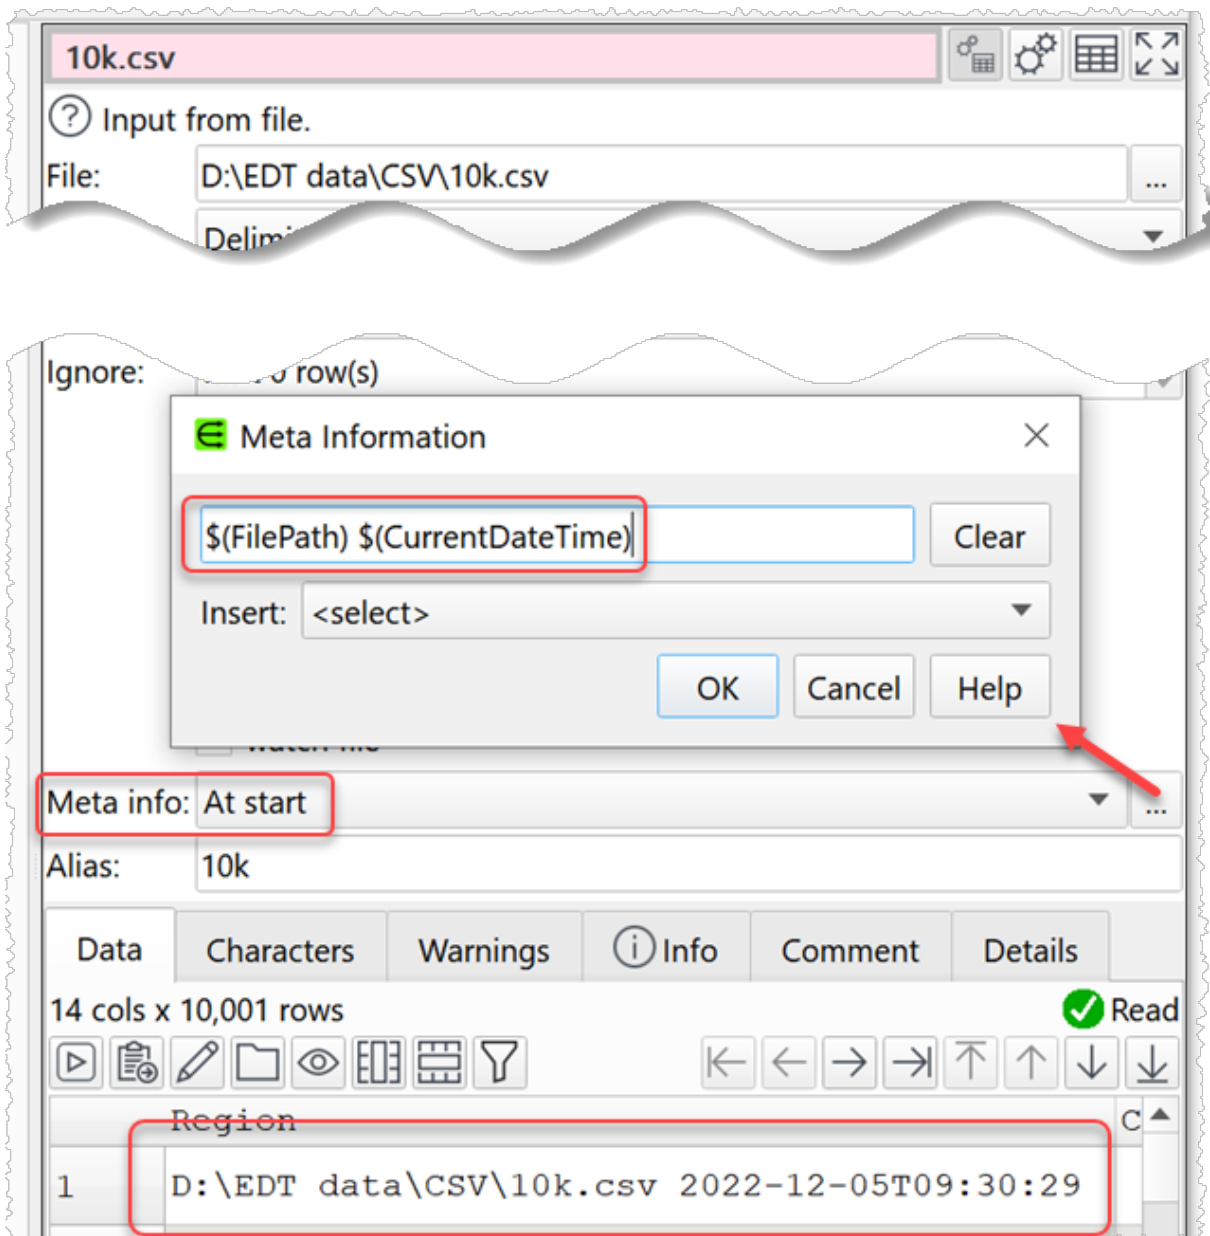 10k.csv
Input from file.
File: D:\EDT data\CSV\10k.csv ...
Ignore: row(s)
Meta Information
$(FilePath) $(CurrentDateTime) Clear
Insert: <select>
OK Cancel Help
Meta info: At start ...
Alias: 10k
Data Characters Warnings Info Comment Details
14 cols x 10,001 rows Read
Region C
1 D:\EDT data\CSV\10k.csv 2022-12-05T09:30:29